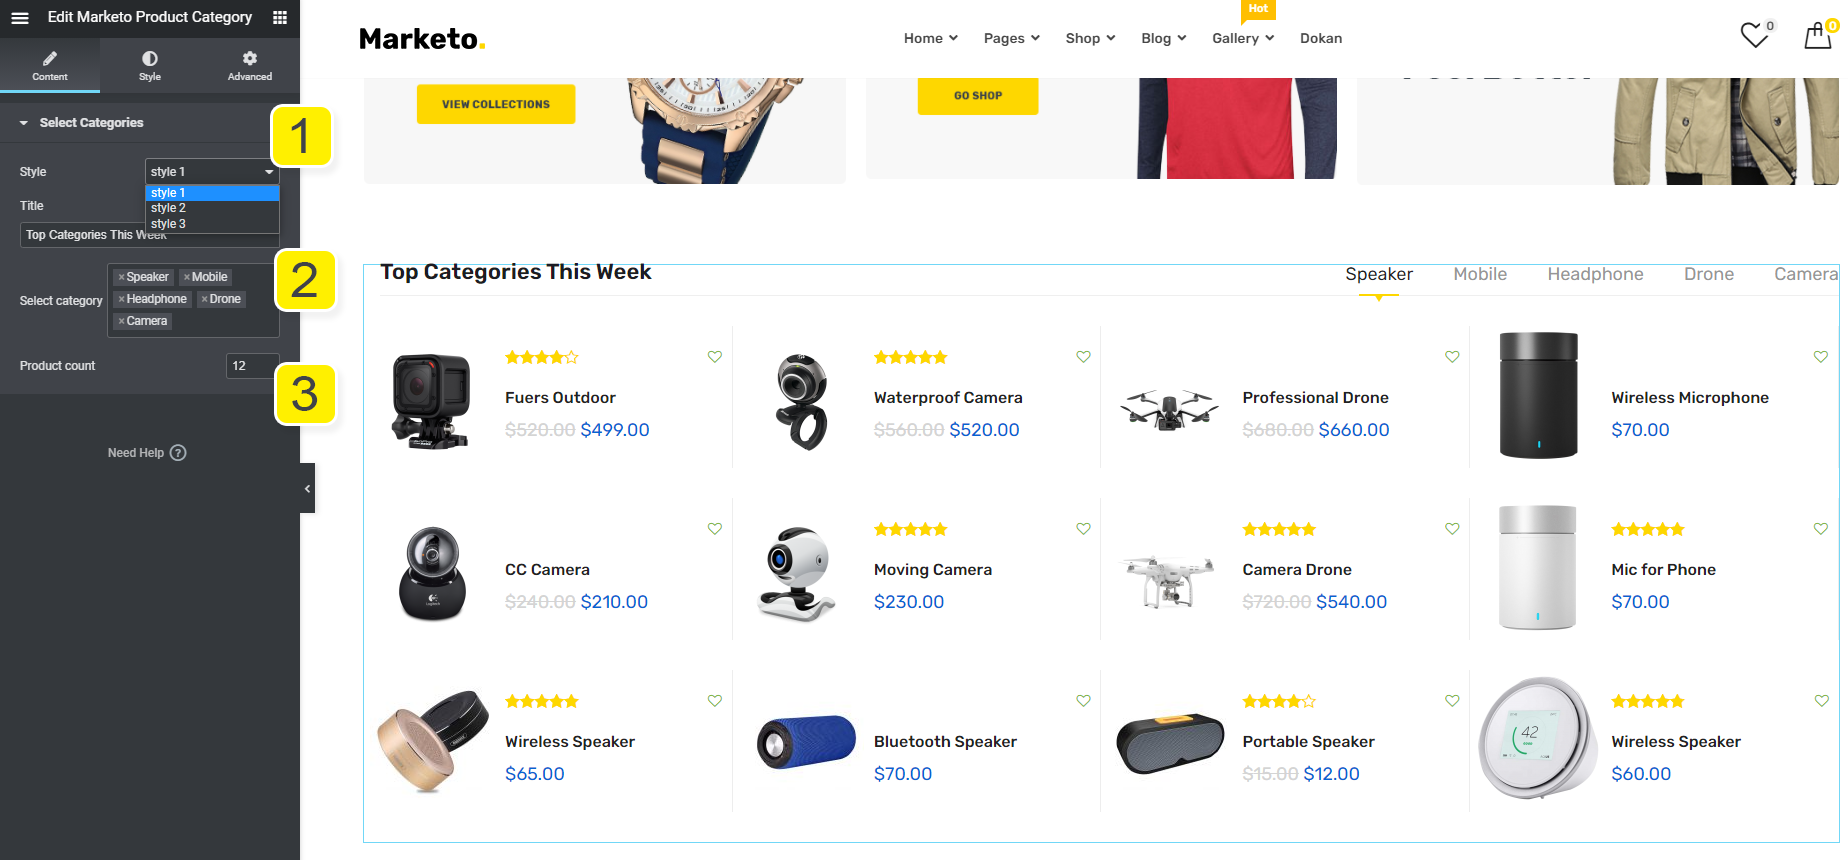 Edit Marketo Product Category
Content
Style
Advanced
Select Categories
1
Style
style 1
style 1
style 2
style 3
Title
Top Categories This Week
Select category
×Speaker ×Mobile
×Headphone ×Drone
×Camera
2
Product count
12
3
Need Help ?
Marketo.
Home
Pages
Shop
Blog
Gallery
Hot
Dokan
0
0
VIEW COLLECTIONS
GO SHOP
Top Categories This Week
Speaker
Mobile
Headphone
Drone
Camera
Fuers Outdoor
$520.00 $499.00
Waterproof Camera
$560.00 $520.00
Professional Drone
$680.00 $660.00
Wireless Microphone
$70.00
CC Camera
$240.00 $210.00
Moving Camera
$230.00
Camera Drone
$720.00 $540.00
Mic for Phone
$70.00
Wireless Speaker
$65.00
Bluetooth Speaker
$70.00
Portable Speaker
$15.00 $12.00
42
Wireless Speaker
$60.00